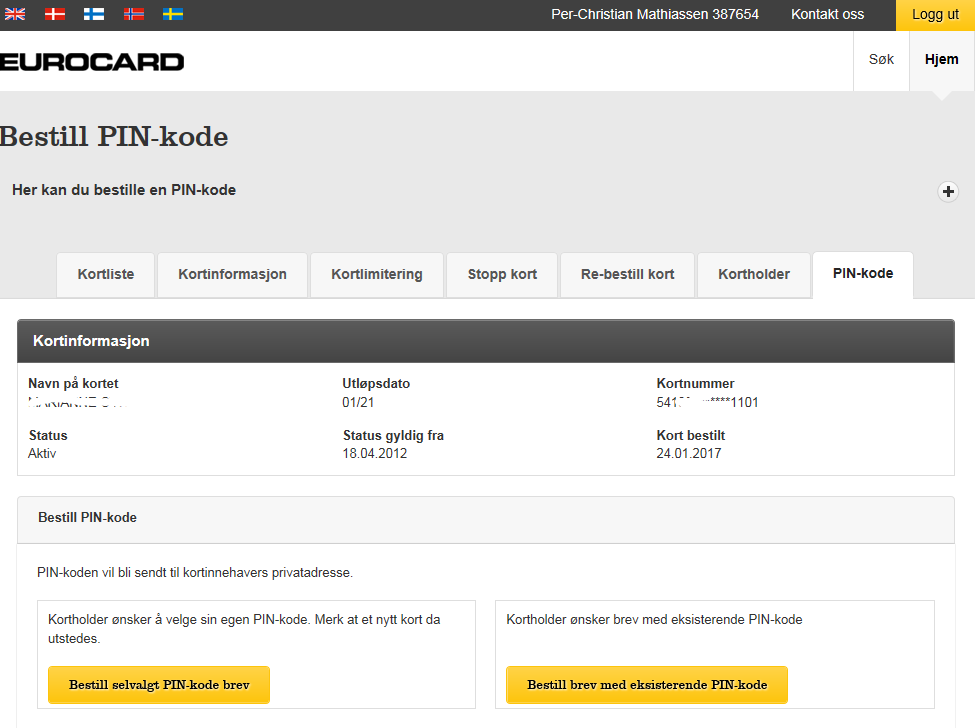 Per-Christian Mathiassen 387654 Kontakt oss Logg ut
EUROCARD Søk Hjem
Bestill PIN-kode
Her kan du bestille en PIN-kode
Kortliste Kortinformasjon Kortlimitering Stopp kort Re-bestill kort Kortholder PIN-kode
Kortinformasjon
Navn på kortet Utløpsdato Kortnummer
01/21 ****1101
Status Status gyldig fra Kort bestilt
Aktiv 18.04.2012 24.01.2017
Bestill PIN-kode
PIN-koden vil bli sendt til kortinnehavers privatadresse.
Kortholder ønsker å velge sin egen PIN-kode. Merk at et nytt kort da
utstedes.
Bestill selvalgt PIN-kode brev
Kortholder ønsker brev med eksisterende PIN-kode
Bestill brev med eksisterende PIN-kode